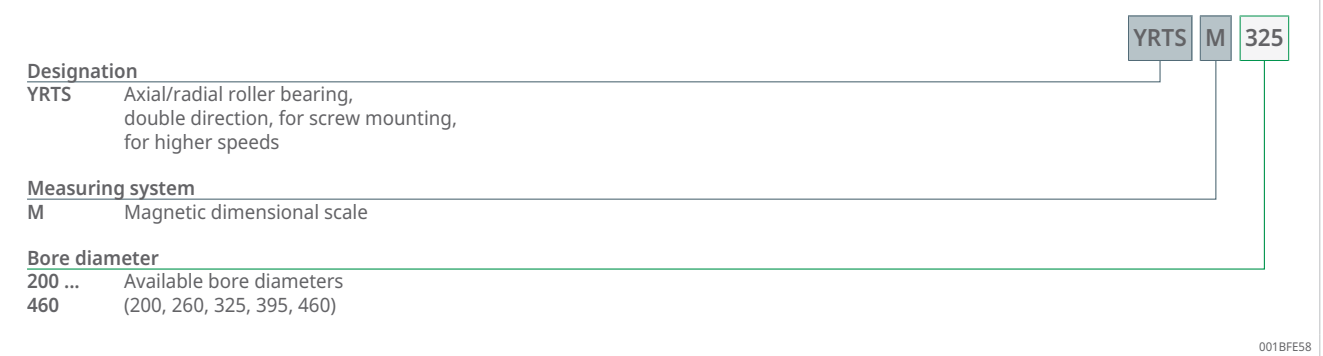 YRTS M 325
Designation
YRTS Axial/radial roller bearing,
double direction, for screw mounting,
for higher speeds
Measuring system
M Magnetic dimensional scale
Bore diameter
200 ... Available bore diameters
460 (200, 260, 325, 395, 460)
001BFE58